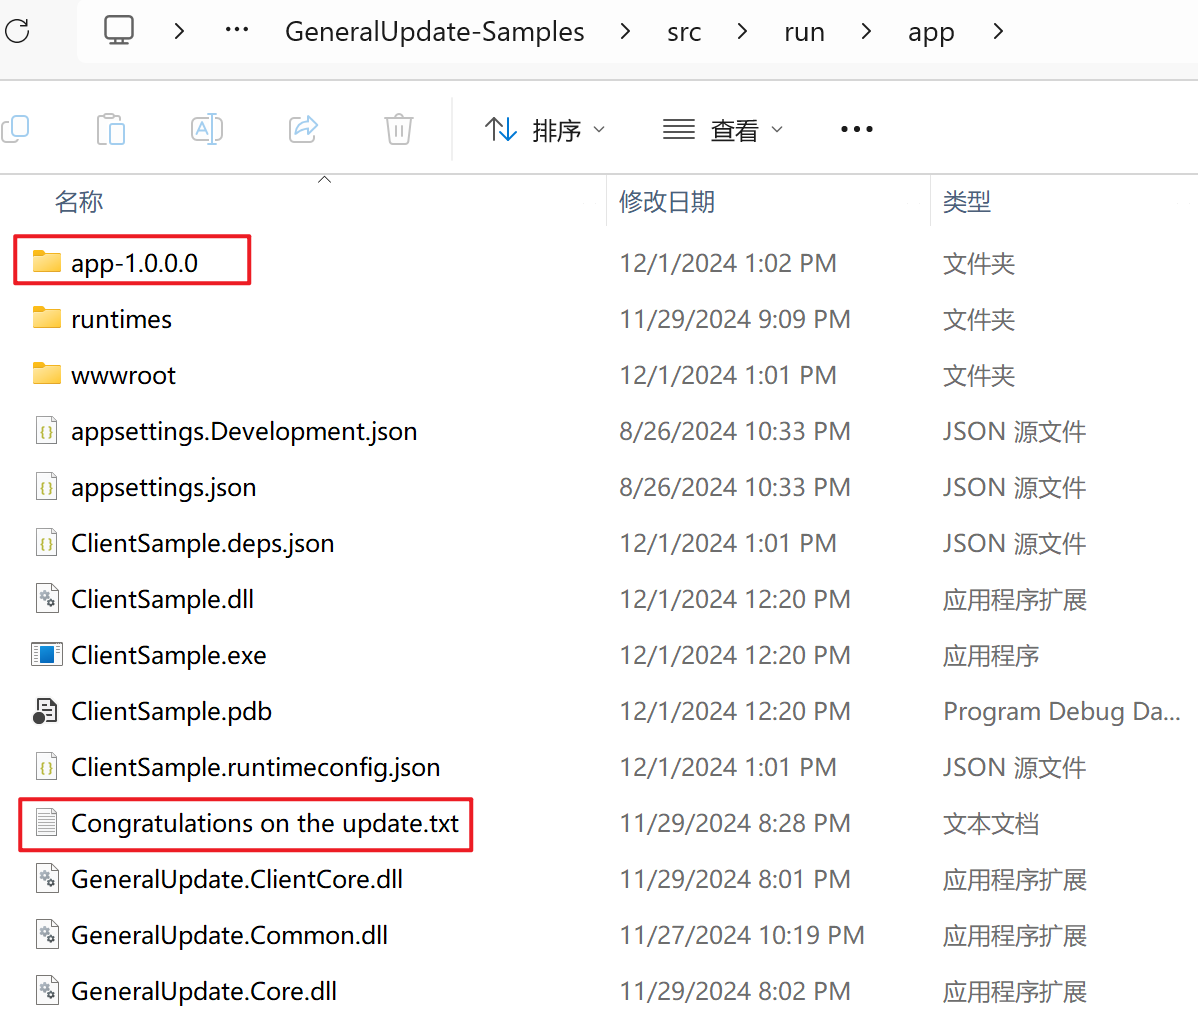 GeneralUpdate-Samples > src > run > app >
排序 查看
名称 修改日期 类型
app-1.0.0.0 12/1/2024 1:02 PM 文件夹
runtimes 11/29/2024 9:09 PM 文件夹
wwwroot 12/1/2024 1:01 PM 文件夹
appsettings.Development.json 8/26/2024 10:33 PM JSON 源文件
appsettings.json 8/26/2024 10:33 PM JSON 源文件
ClientSample.deps.json 12/1/2024 1:01 PM JSON 源文件
ClientSample.dll 12/1/2024 12:20 PM 应用程序扩展
ClientSample.exe 12/1/2024 12:20 PM 应用程序
ClientSample.pdb 12/1/2024 12:20 PM Program Debug Da...
ClientSample.runtimeconfig.json 12/1/2024 1:01 PM JSON 源文件
Congratulations on the update.txt 11/29/2024 8:28 PM 文本文档
GeneralUpdate.ClientCore.dll 11/29/2024 8:01 PM 应用程序扩展
GeneralUpdate.Common.dll 11/27/2024 10:19 PM 应用程序扩展
GeneralUpdate.Core.dll 11/29/2024 8:02 PM 应用程序扩展